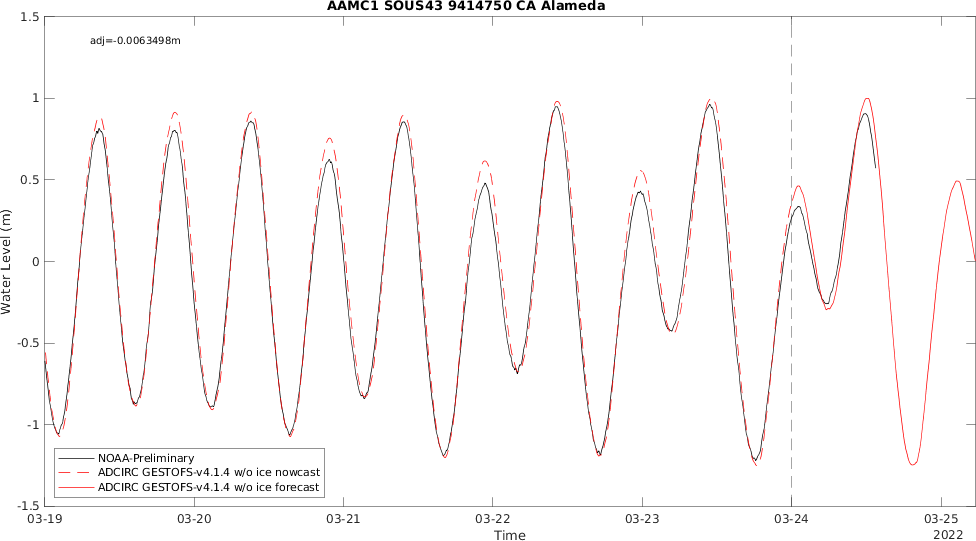 AAMC1 SOUS43 9414750 CA Alameda
adj=-0.0063498m
1.5
1
0.5
0
-0.5
-1
-1.5
Water Level (m)
NOAA-Preliminary
ADCIRC GESTOFS-v4.1.4 w/o ice nowcast
ADCIRC GESTOFS-v4.1.4 w/o ice forecast
03-19 03-20 03-21 03-22 03-23 03-24 03-25
Time
2022